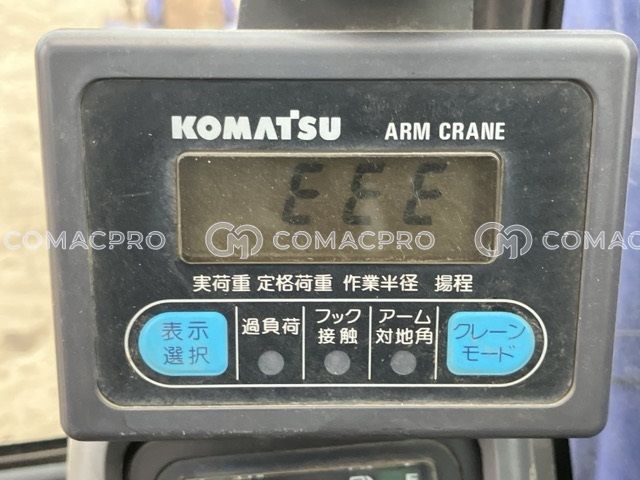 KOMATSU ARM CRANE
EEE
COMACPRO COMACPRO COMACPRO
実荷重 定格荷重 作業半径 揚程
表示
選択
過負荷
フック
接触
アーム
対地角
クレーン
モード
E